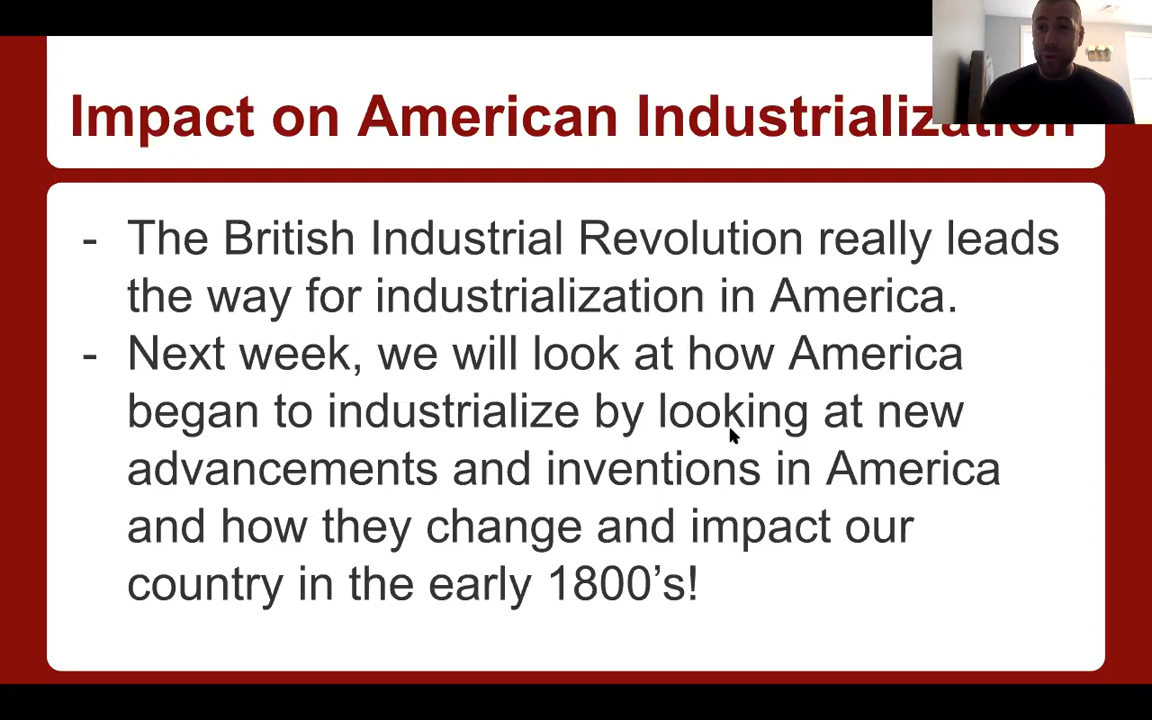 Impact on American Industrialization
- The British Industrial Revolution really leads
the way for industrialization in America.
- Next week, we will look at how America
began to industrialize by looking at new
advancements and inventions in America
and how they change and impact our
country in the early 1800’s!